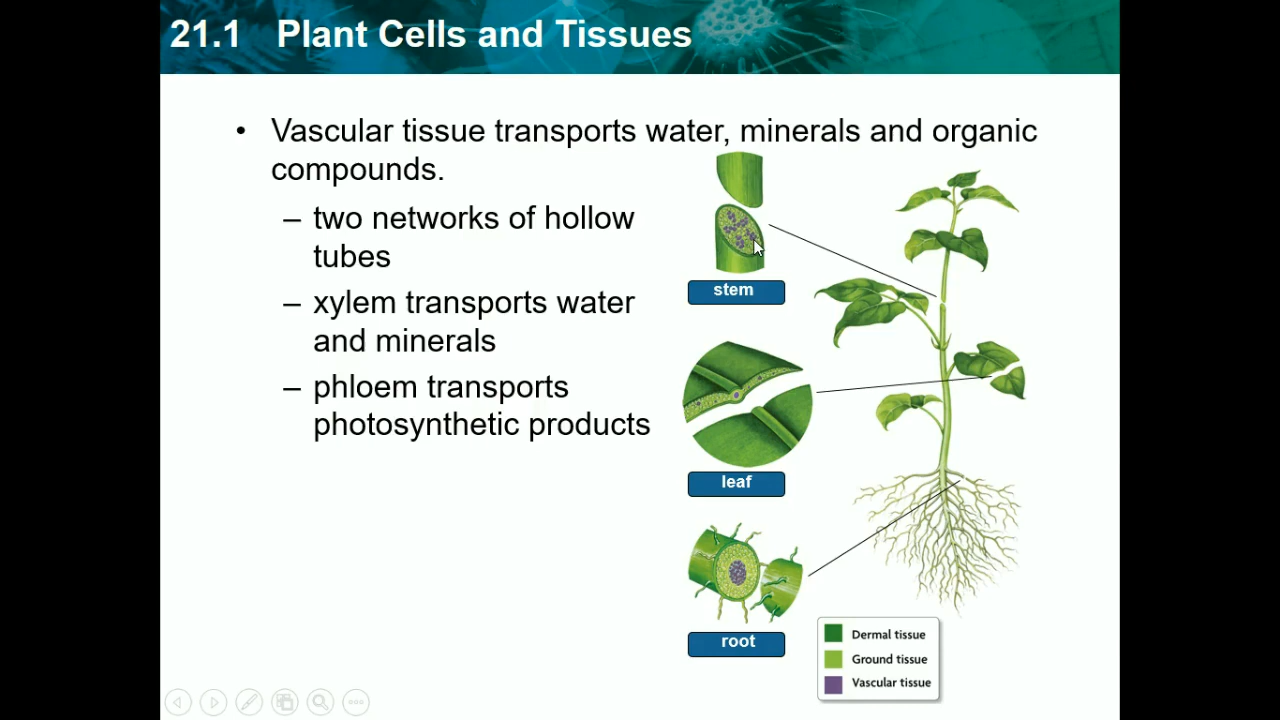 21.1 Plant Cells and Tissues
• Vascular tissue transports water, minerals and organic
compounds.
– two networks of hollow
tubes
– xylem transports water
and minerals
– phloem transports
photosynthetic products
stem
leaf
root
Dermal tissue
Ground tissue
Vascular tissue